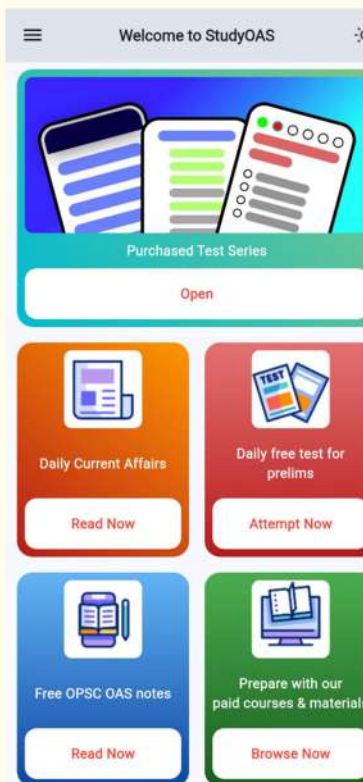 Welcome to StudyOAS
Purchased Test Series
Open
Daily Current Affairs
Read Now
TEST
Daily free test for
prelims
Attempt Now
Free OPSC OAS notes
Read Now
Prepare with our
paid courses & materials
Browse Now